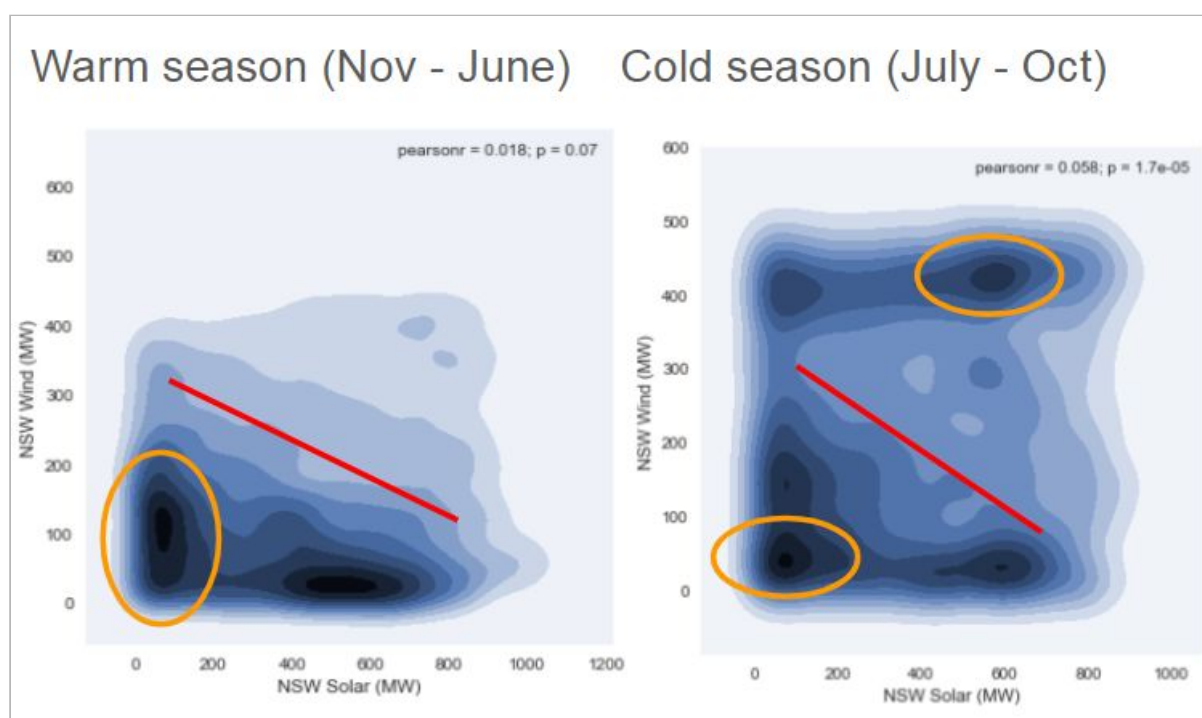 Warm season (Nov - June)
Cold season (July - Oct)
pearsonr = 0.018; p = 0.07
600
500
400
300
200
100
0
NSW Wind (MW)
0 200 400 600 800 1000 1200
NSW Solar (MW)
pearsonr = 0.058; p = 1.7e-05
600
500
400
300
200
100
0
NSW Wind (MW)
0 200 400 600 800 1000
NSW Solar (MW)